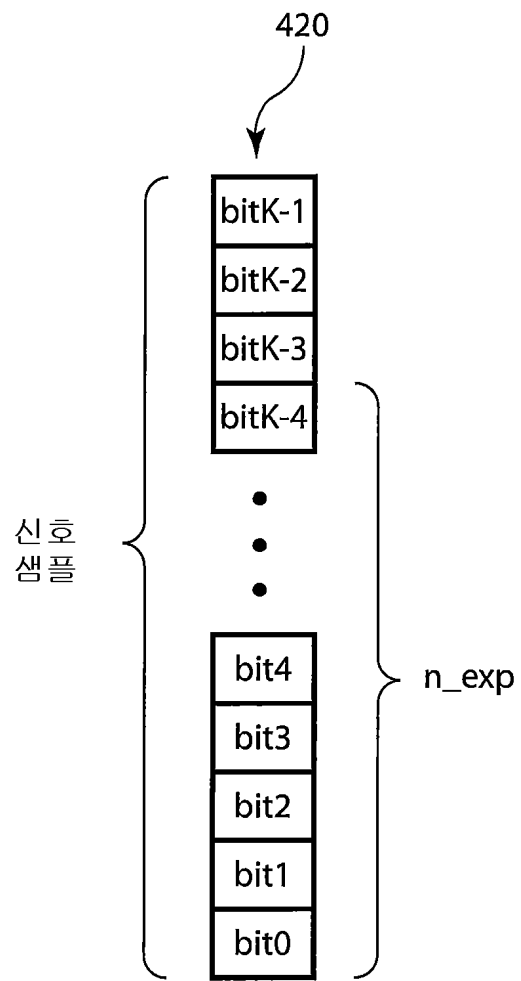 420
bitK-1
bitK-2
bitK-3
bitK-4
신호
샘플
bit4
n_exp
bit3
bit2
bit1
bit0